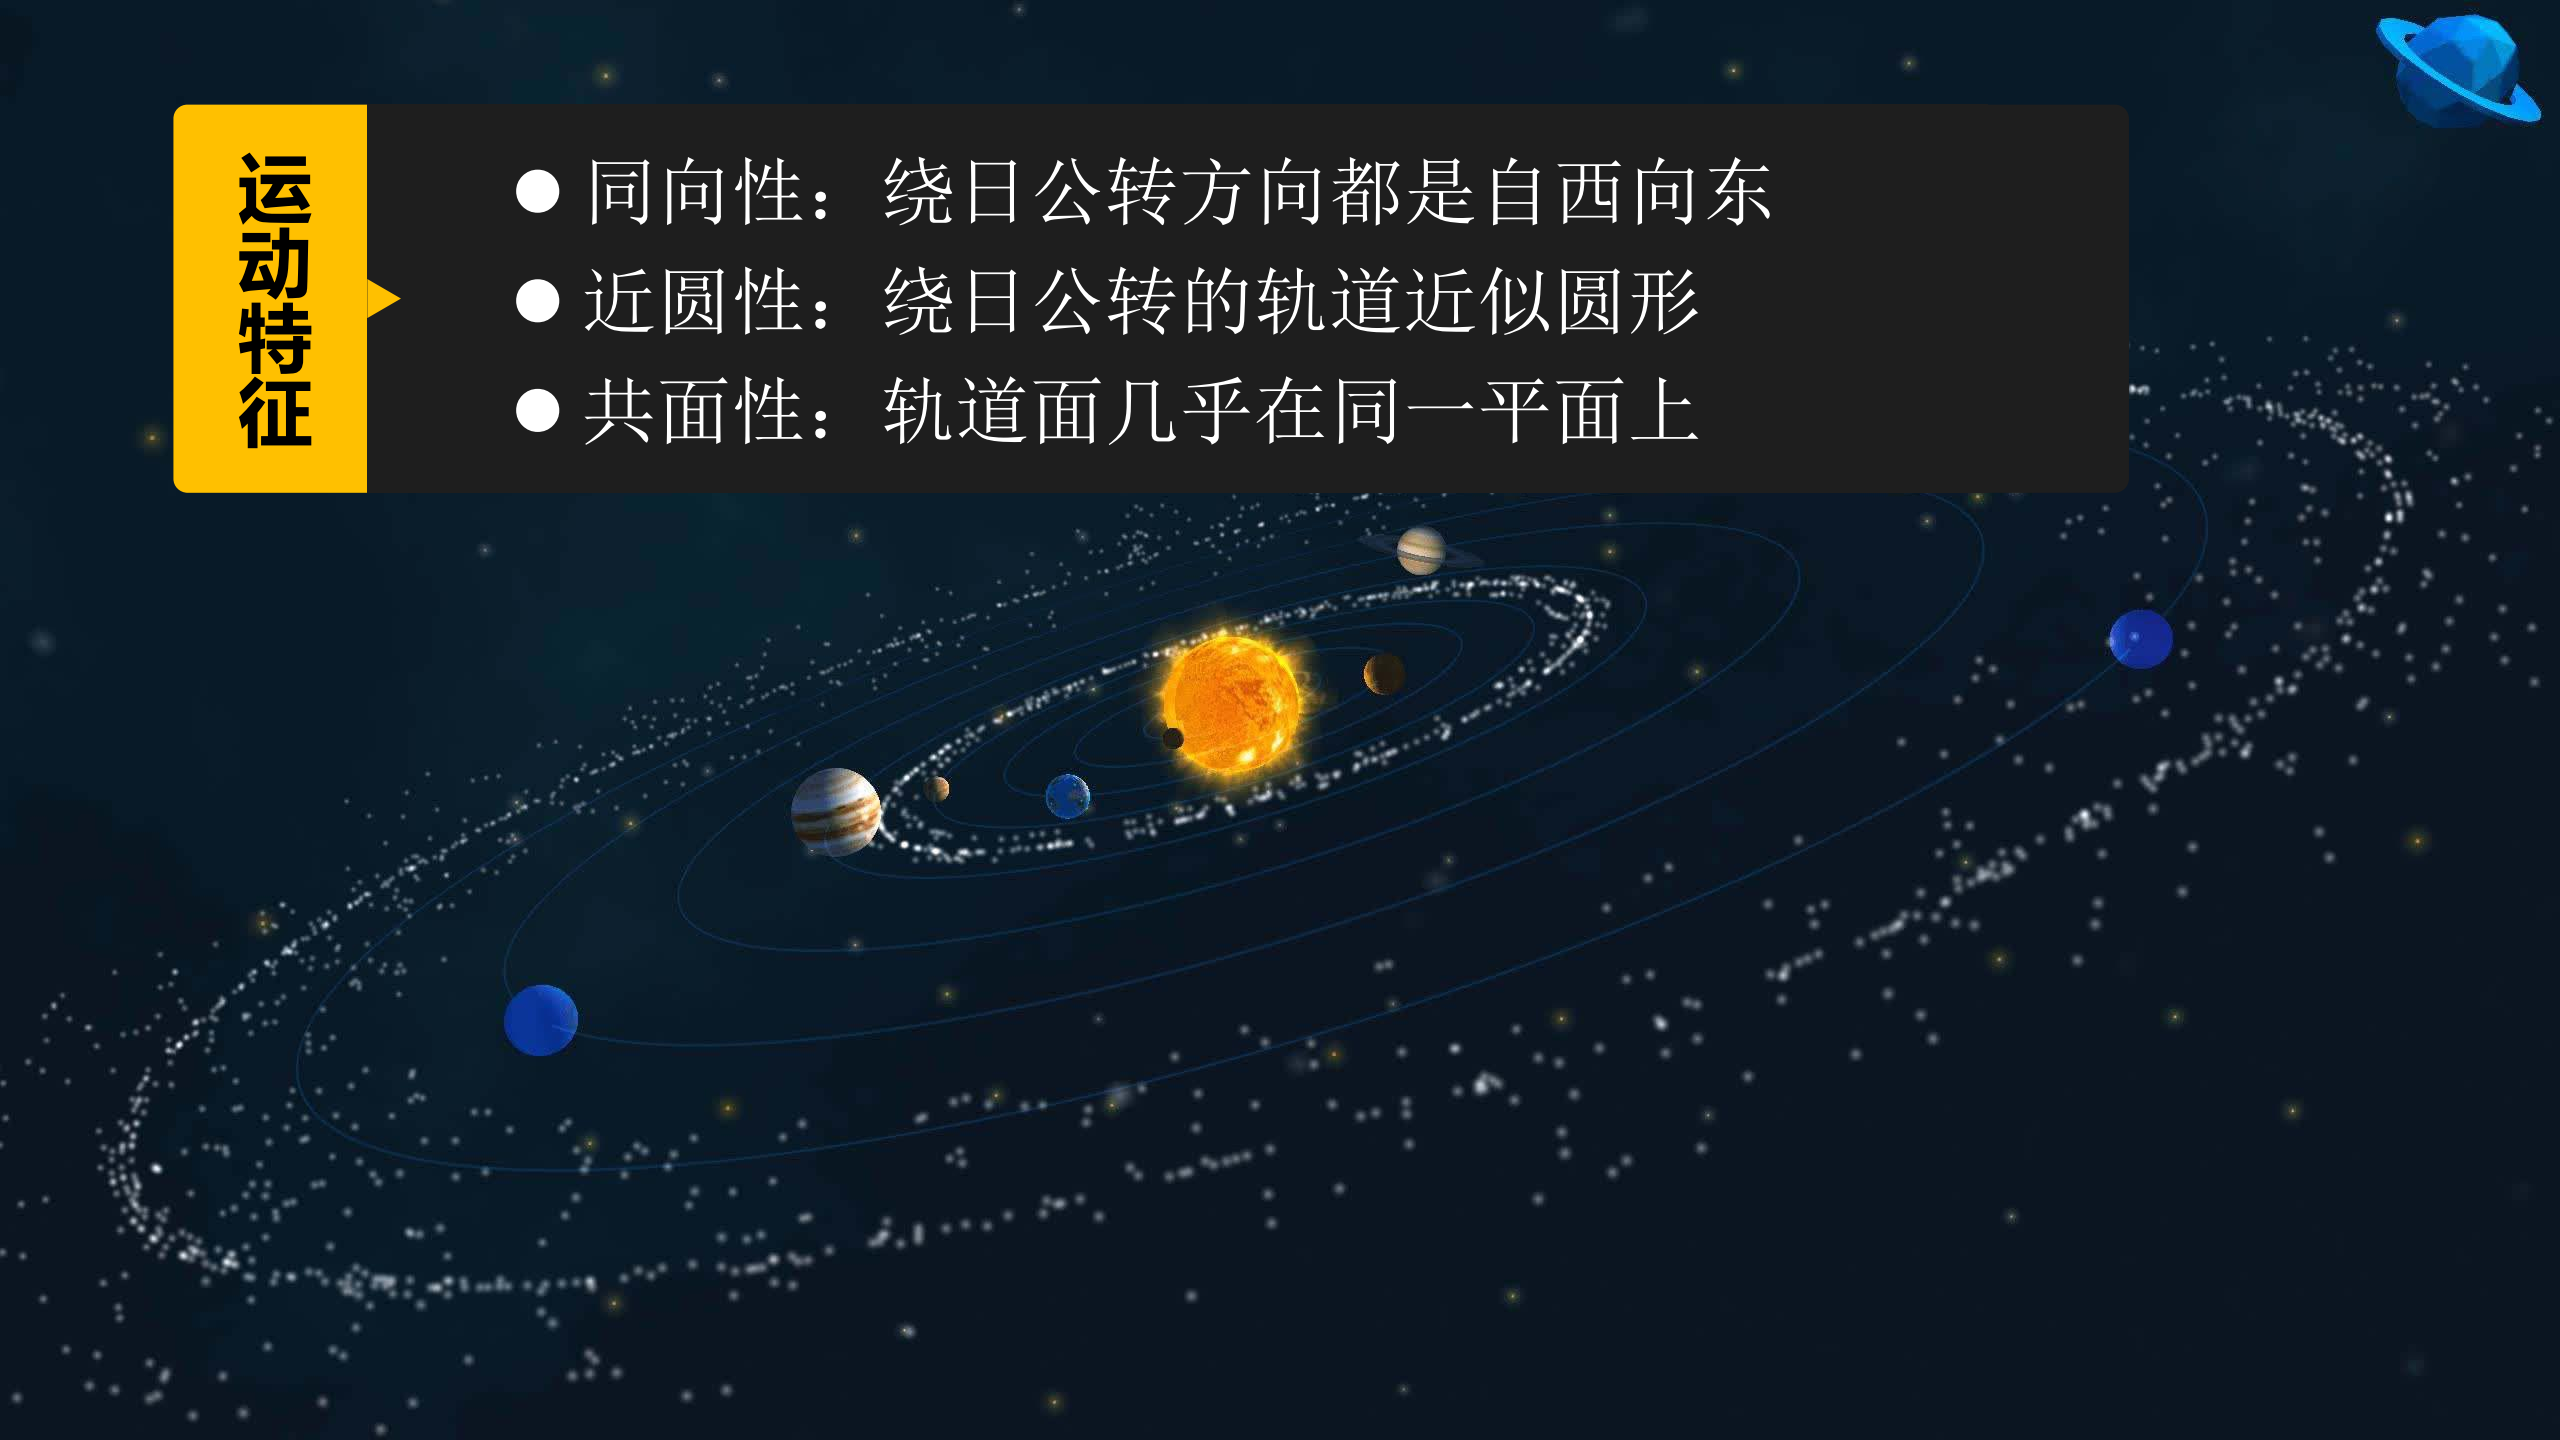 运动特征
●同向性：绕日公转方向都是自西向东
●近圆性：绕日公转的轨道近似圆形
●共面性：轨道面几乎在同一平面上